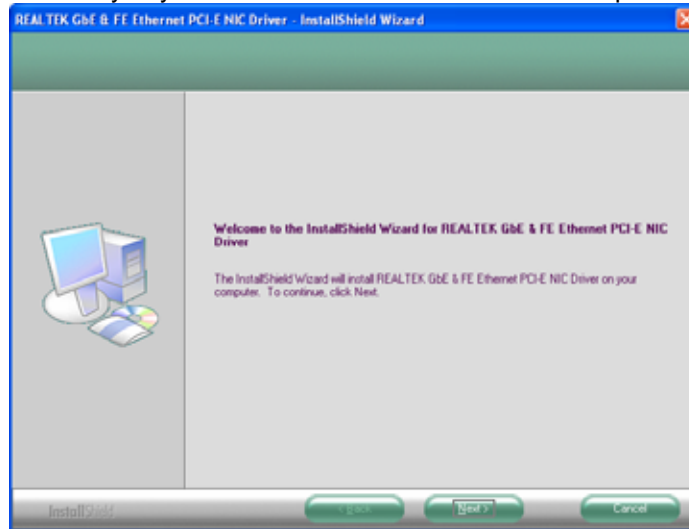 REALTEK GbE & FE Ethernet PCI-E NIC Driver - InstallShield Wizard
Welcome to the InstallShield Wizard for REALTEK GbE & FE Ethernet PCI-E NIC
Driver
The InstallShield Wizard will install REALTEK GbE & FE Ethernet PCI-E NIC Driver on your
computer. To continue, click Next.
InstallShield
< Back
Next >
Cancel